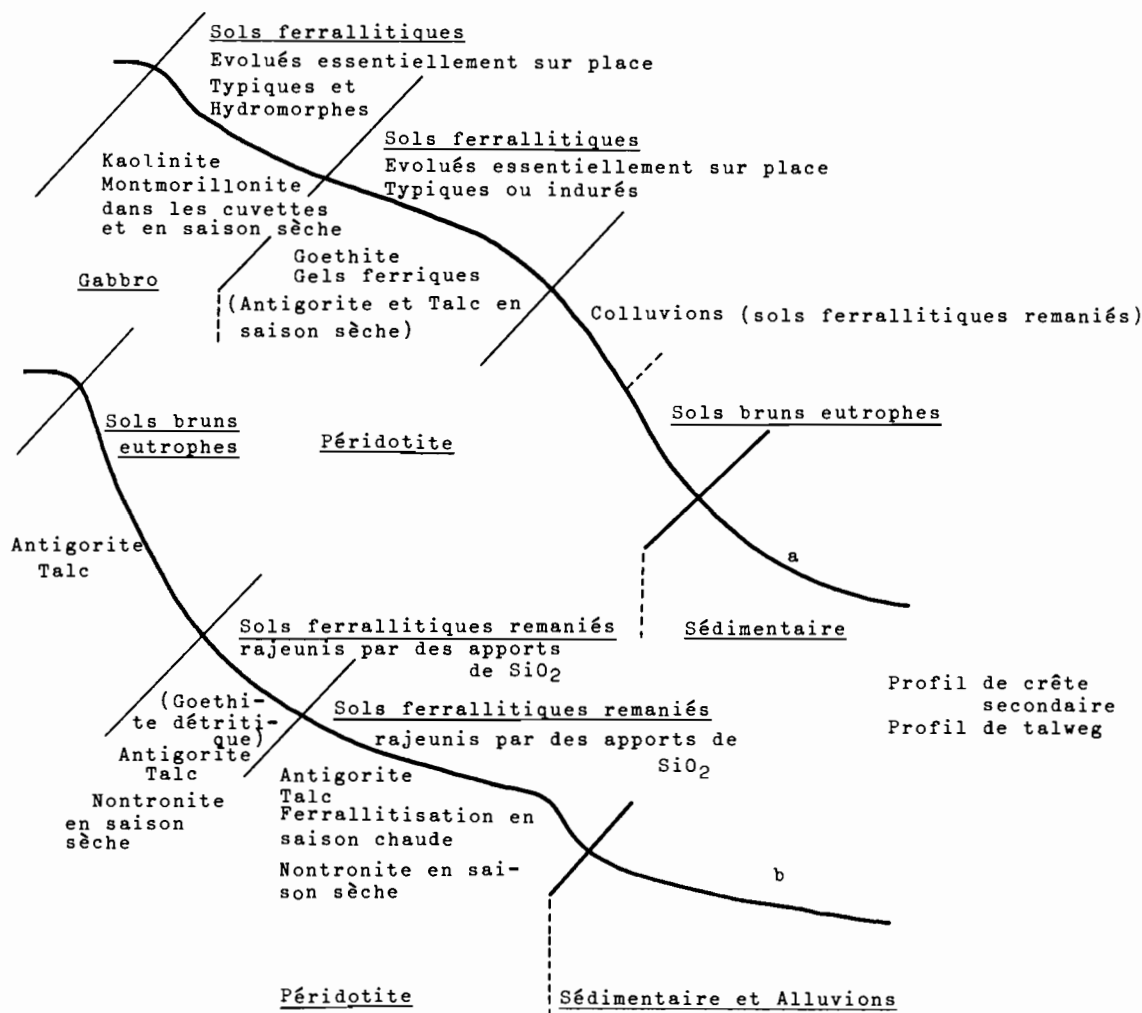 Sols ferrallitiques
Evolués essentiellement sur place
Typiques et
Hydromorphes
Sols ferrallitiques
Evolués essentiellement sur place
Typiques ou indurés
Kaolinite
Montmorillonite
dans les cuvettes
et en saison sèche
Goethite
Gels ferriques
(Antigorite et Talc en
saison sèche)
Gabbro
Colluvions (sols ferrallitiques remaniés)
Sols bruns eutrophes
Péridotite
a
Sédimentaire
Sols bruns
eutrophes
Antigorite
Talc
Sols ferrallitiques remaniés
rajeunis par des apports
de SiO2
Profil de crête
secondaire
Profil de talweg
(Goethi-
te détriti-
que)
Antigorite
Talc
Nontronite
en saison
sèche
Sols ferrallitiques remaniés
rajeunis par des apports de
SiO2
Antigorite
Talc
Ferrallitisation en
saison chaude
Nontronite en sai-
son sèche
b
Péridotite
Sédimentaire et Alluvions